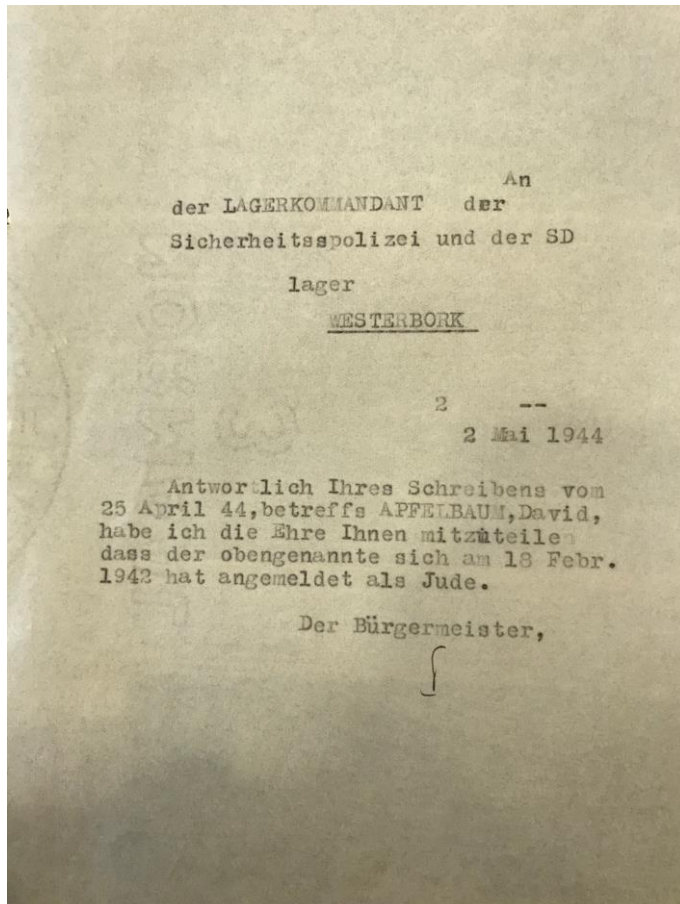 An
der LAGERKOMMANDANT der
Sicherheitsspolizei und der SD
lager
WESTERBORK
2 --
2 Mai 1944
Antwortlich Ihres Schreibens vom
25 April 44,betreffs APFELBAUM,David,
habe ich die Ehre Ihnen mitzuteilen
dass der obengenannte sich am 18 Febr.
1942 hat angemeldet als Jude.
Der Bürgermeister,